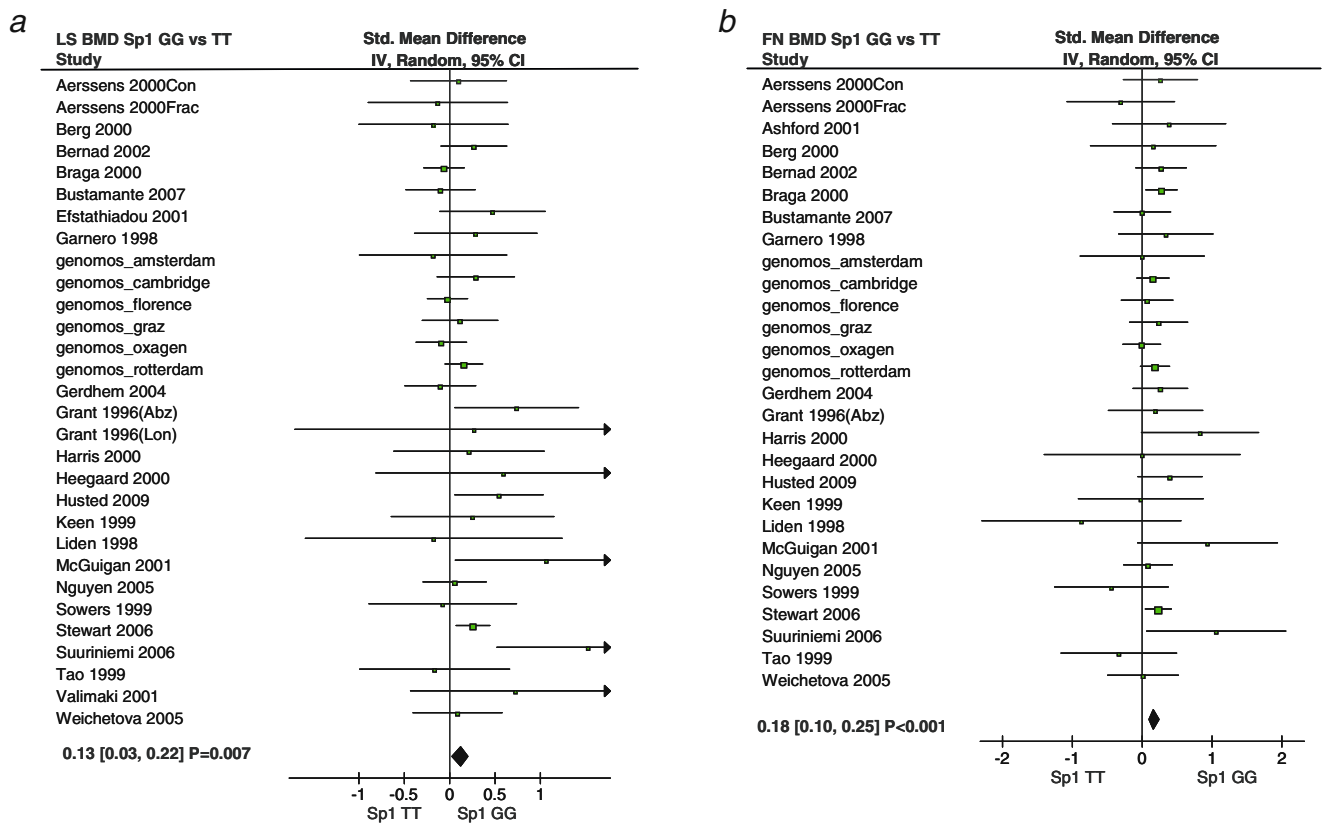 a
LS BMD Sp1 GG vs TT
Study
Std. Mean Difference
IV, Random, 95% CI
Aerssens 2000Con
Aerssens 2000Frac
Berg 2000
Bernad 2002
Braga 2000
Bustamante 2007
Efstathiadou 2001
Garnero 1998
genomos_amsterdam
genomos_cambridge
genomos_florence
genomos_graz
genomos_oxagen
genomos_rotterdam
Gerdhem 2004
Grant 1996(Abz)
Grant 1996(Lon)
Harris 2000
Heegaard 2000
Husted 2009
Keen 1999
Liden 1998
McGuigan 2001
Nguyen 2005
Sowers 1999
Stewart 2006
Suuriniemi 2006
Tao 1999
Valimaki 2001
Weichetova 2005
0.13 [0.03, 0.22] P=0.007
-1 -0.5 0 0.5 1
Sp1 TT Sp1 GG
b
FN BMD Sp1 GG vs TT
Study
Std. Mean Difference
IV, Random, 95% CI
Aerssens 2000Con
Aerssens 2000Frac
Ashford 2001
Berg 2000
Bernad 2002
Braga 2000
Bustamante 2007
Garnero 1998
genomos_amsterdam
genomos_cambridge
genomos_florence
genomos_graz
genomos_oxagen
genomos_rotterdam
Gerdhem 2004
Grant 1996(Abz)
Harris 2000
Heegaard 2000
Husted 2009
Keen 1999
Liden 1998
McGuigan 2001
Nguyen 2005
Sowers 1999
Stewart 2006
Suuriniemi 2006
Tao 1999
Weichetova 2005
0.18 [0.10, 0.25] P<0.001
-2 -1 0 1 2
Sp1 TT Sp1 GG